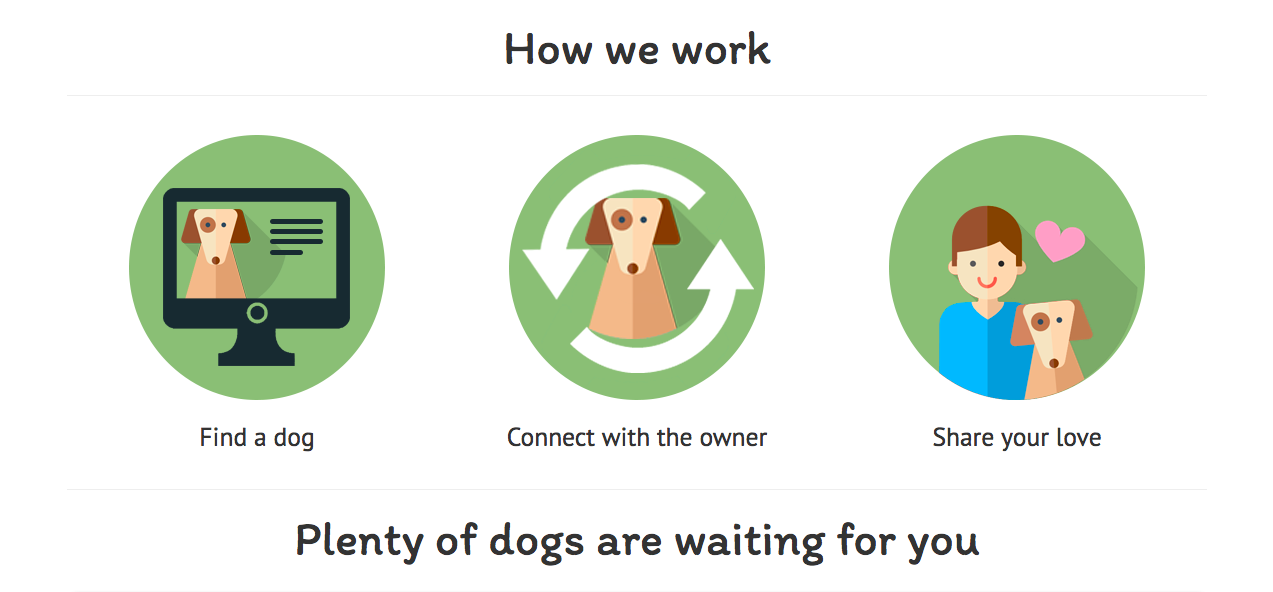 How we work
Find a dog
Connect with the owner
Share your love
Plenty of dogs are waiting for you